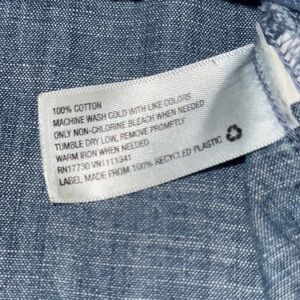 100% COTTON
MACHINE WASH COLD WITH LIKE COLORS
ONLY NON-CHLORINE BLEACH WHEN NEEDED
TUMBLE DRY LOW, REMOVE PROMPTLY
WARM IRON WHEN NEEDED
RN17730 VN1111341
LABEL MADE FROM 100% RECYCLED PLASTIC